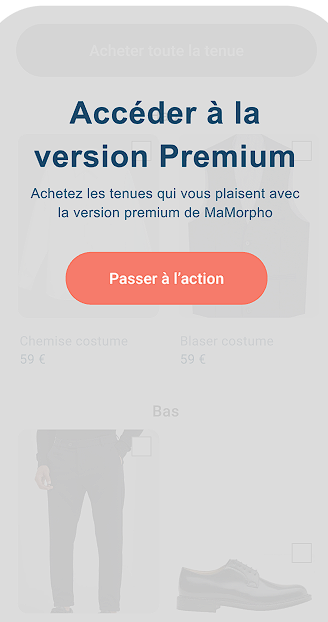 Acheter toute la tenue
Accéder à la
version Premium
Achetez les tenues qui vous plaisent avec
la version premium de MaMorpho
Passer à l’action
Chemise costume
59 €
Blaser costume
59 €
Bas